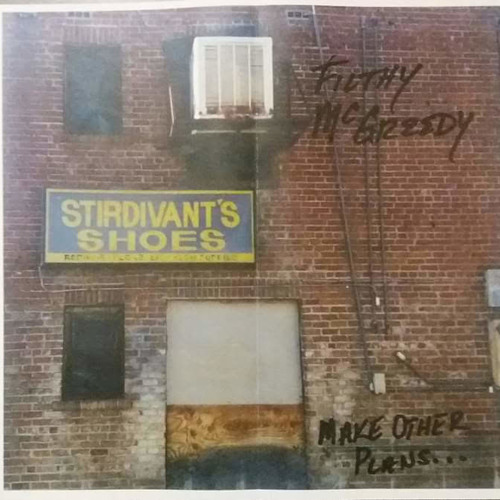 FILTHY
McGREEDY
STIRDIVANT'S
SHOES
MAKE OTHER
PLANS...